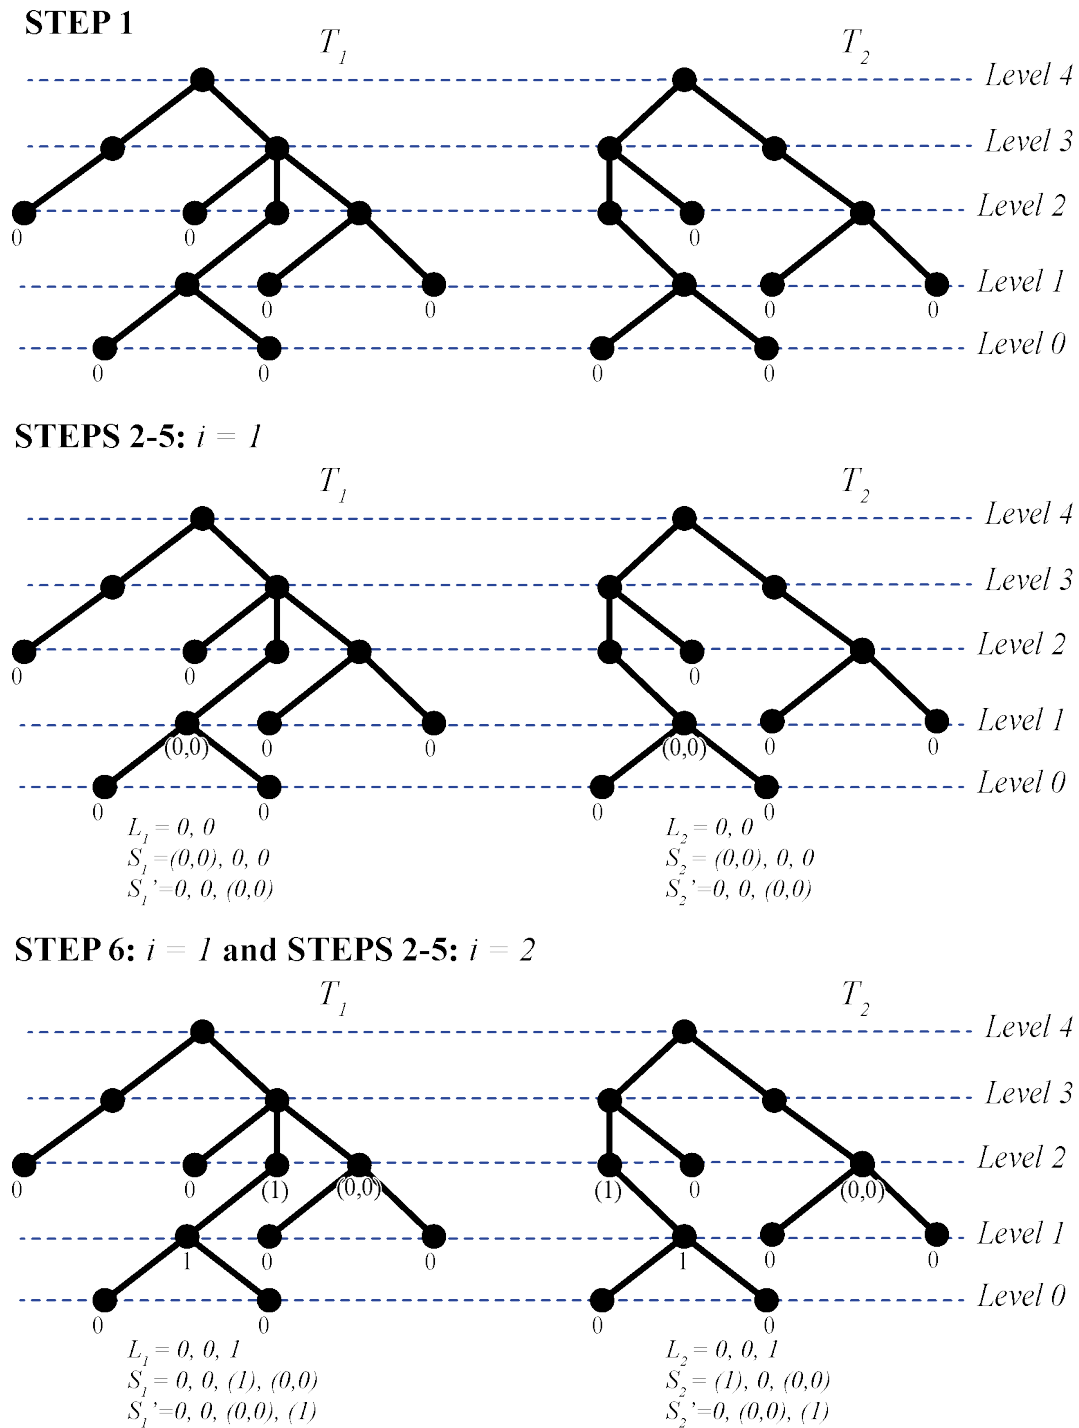 STEP 1
T1 T2
Level 4
Level 3
Level 2
0 0 0
Level 1
0 0 0 0
Level 0
0 0 0 0
STEPS 2-5: i = 1
T1 T2
Level 4
Level 3
Level 2
0 0 0
Level 1
(0,0) 0 0 (0,0) 0 0
Level 0
0 0 0 0
L1 = 0, 0
S1 =(0,0), 0, 0
S1'=0, 0, (0,0)
L2 = 0, 0
S2 = (0,0), 0, 0
S2'=0, 0, (0,0)
STEP 6: i = 1 and STEPS 2-5: i = 2
T1 T2
Level 4
Level 3
Level 2
0 0 (1) (0,0) (1) 0 (0,0)
Level 1
1 0 0 1 0 0
Level 0
0 0 0 0
L1 = 0, 0, 1
S1 = 0, 0, (1), (0,0)
S1'=0, 0, (0,0), (1)
L2 = 0, 0, 1
S2 = (1), 0, (0,0)
S2'=0, (0,0), (1)